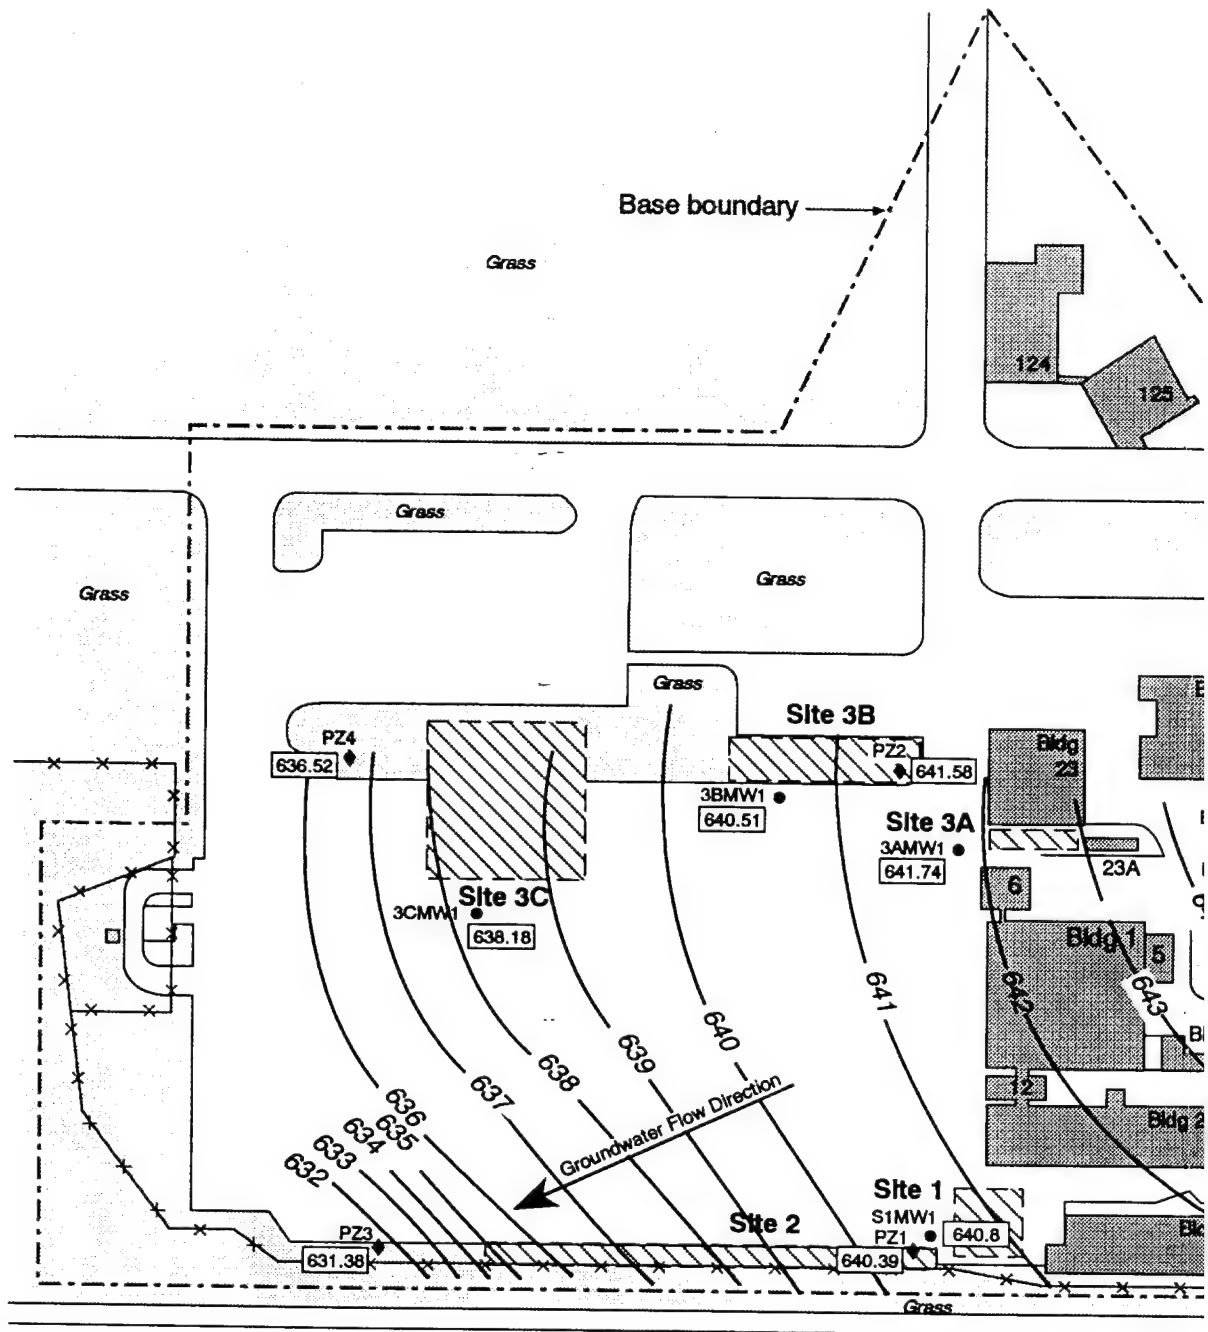 Base boundary
Grass
124
125
Grass
Grass
Grass
Grass
Site 3B
PZ4
636.52
PZ2
641.58
Bldg
23
3BMW1
640.51
Site 3A
3AMW1
641.74
23A
6
Site 3C
3CMW1
638.18
Bldg 1
5
641
642
643
640
639
638
637
636
635
634
633
632
Groundwater Flow Direction
12
Bldg 2
Site 1
S1MW1
640.8
Site 2
PZ3
631.38
PZ1
640.39
Grass